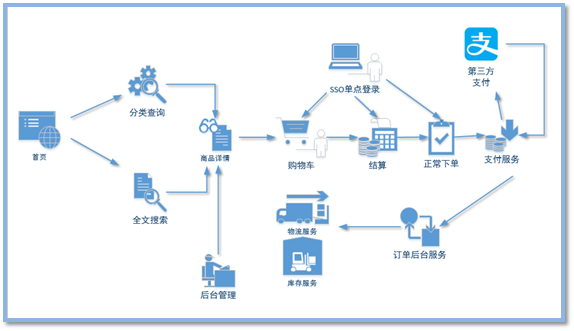 SSO单点登录
第三方
支付
分类查询
首页
商品详情
购物车
结算
正常下单
支付服务
全文搜索
物流服务
订单后台服务
后台管理
库存服务